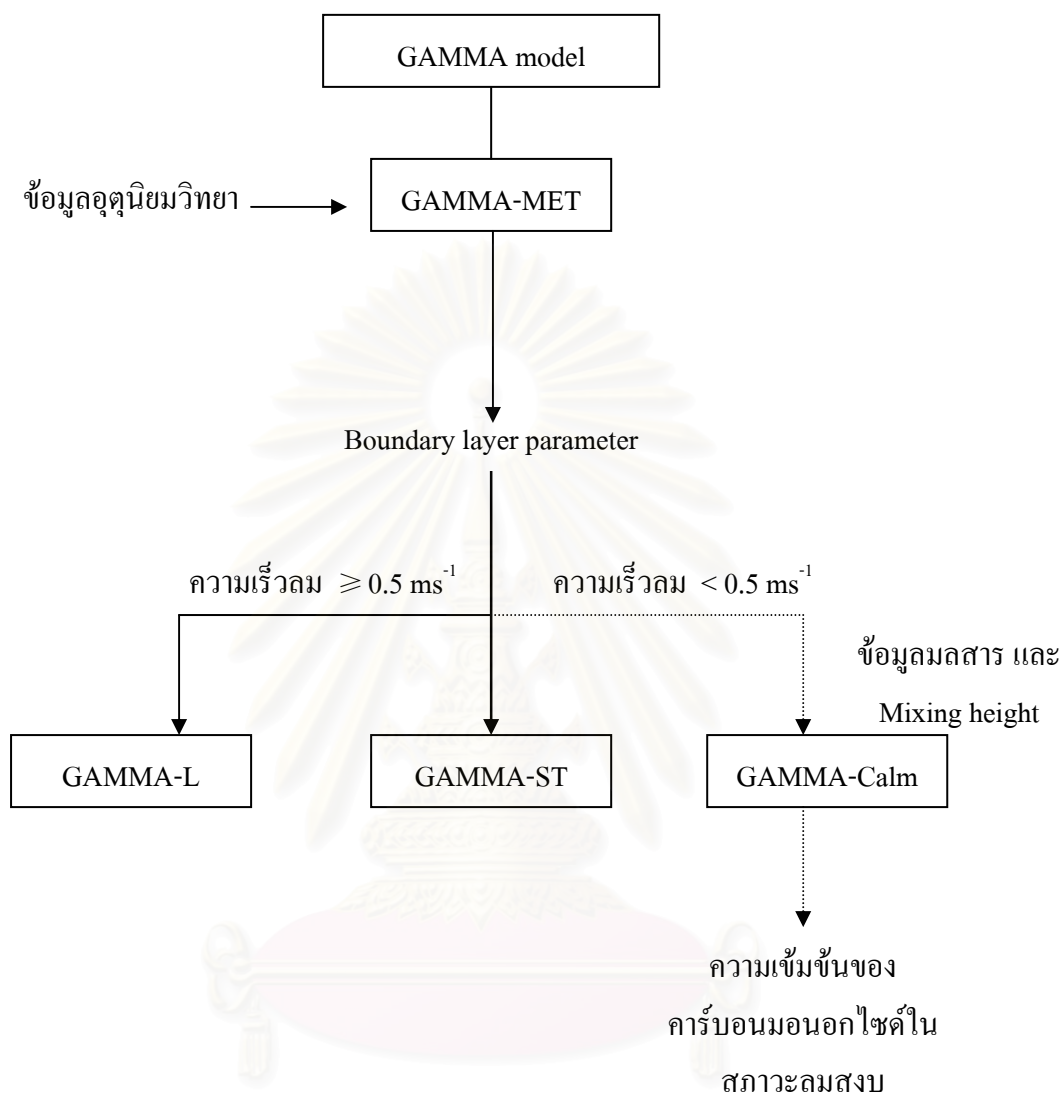 GAMMA model
ข้อมูลอุตุนิยมวิทยา
GAMMA-MET
Boundary layer parameter
ความเร็วลม ≥ 0.5 ms⁻¹
ความเร็วลม < 0.5 ms⁻¹
ข้อมูลมลสาร และ
Mixing height
GAMMA-L
GAMMA-ST
GAMMA-Calm
ความเข้มข้นของ
คาร์บอนมอนอกไซด์ใน
สภาวะลมสงบ